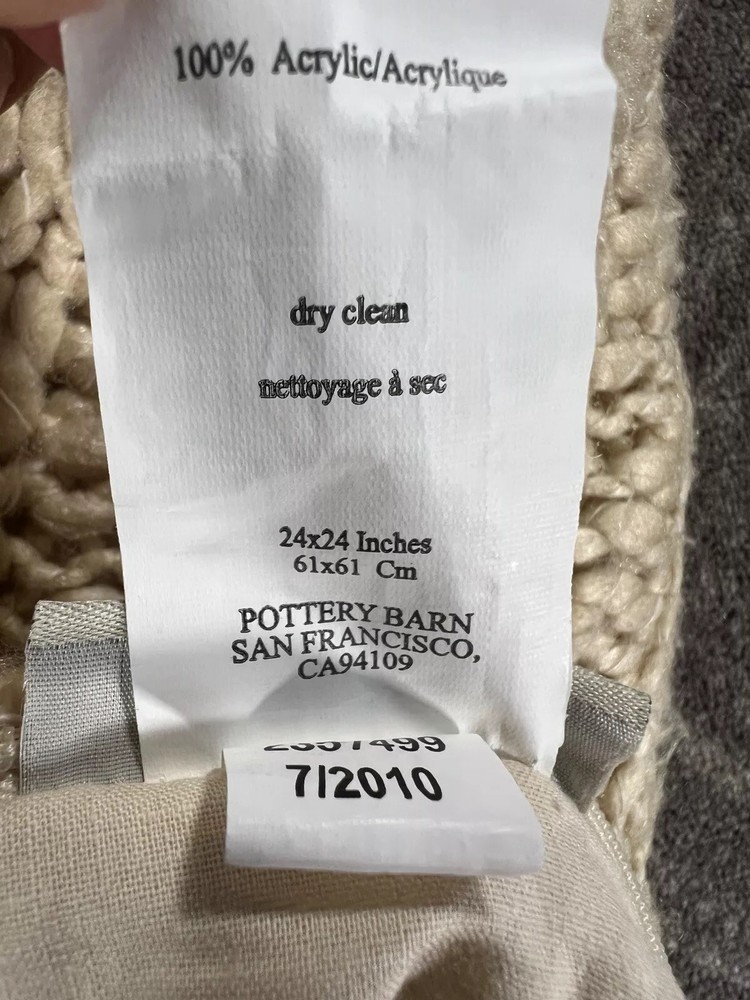 100% Acrylic/Acrylique
dry clean
nettoyage à sec
24x24 Inches
61x61 Cm
POTTERY BARN
SAN FRANCISCO,
CA94109
7/2010